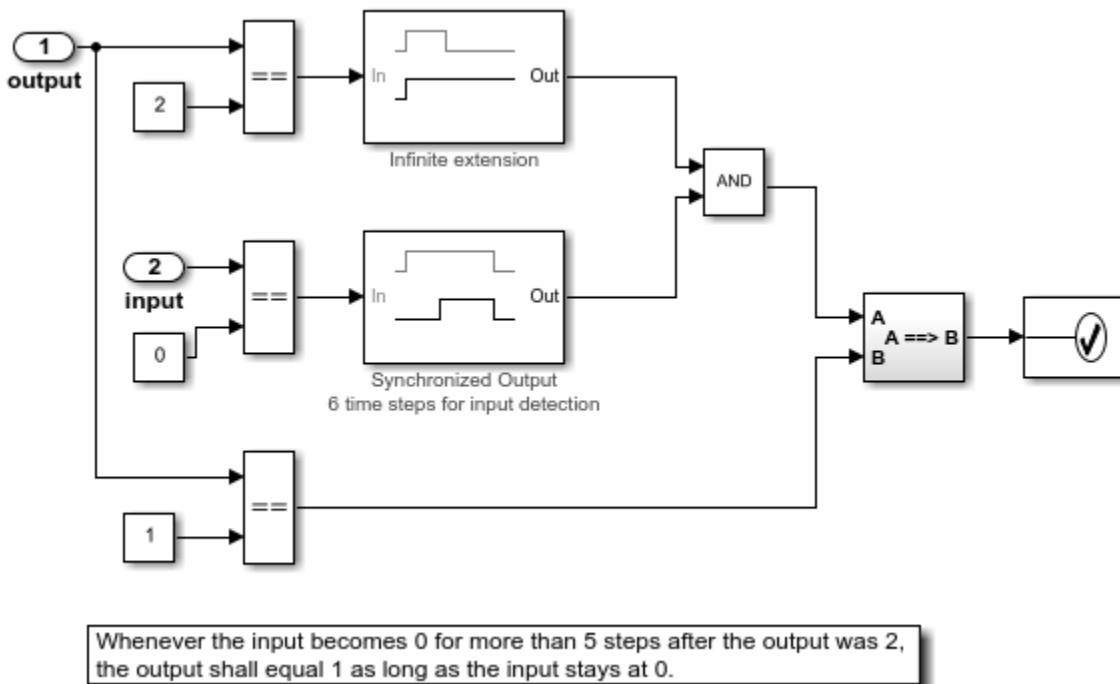 1
output
==
2
In
Out
Infinite extension
AND
2
input
==
0
In
Out
Synchronized Output
6 time steps for input detection
A
A ==> B
B
==
1
Whenever the input becomes 0 for more than 5 steps after the output was 2,
the output shall equal 1 as long as the input stays at 0.